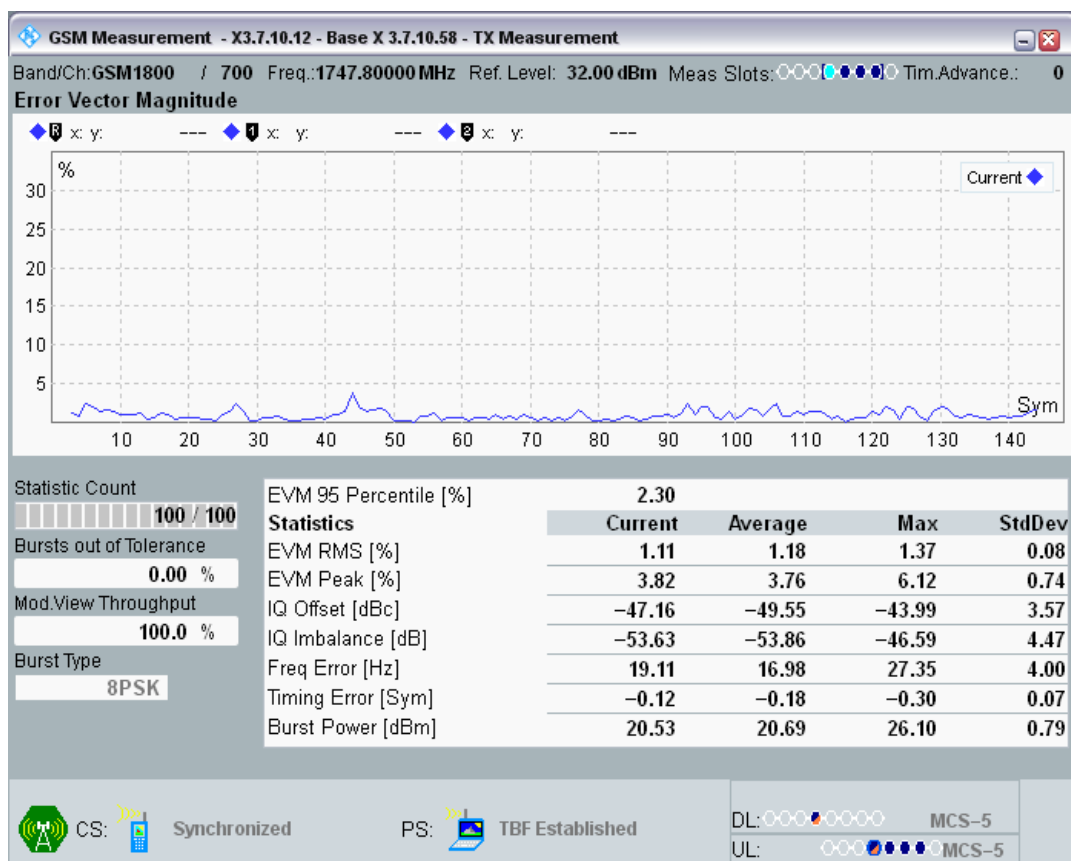 GSM Measurement - X3.7.10.12 - Base X 3.7.10.58 - TX Measurement
Band/Ch:GSM1800 / 700 Freq.:1747.80000 MHz Ref. Level: 32.00 dBm Meas Slots: Tim.Advance.: 0
Error Vector Magnitude
R x: y: --- 1 x: y: --- 2 x: y: ---
%
Current
30
25
20
15
10
5
Sym
10 20 30 40 50 60 70 80 90 100 110 120 130 140
Statistic Count
100 / 100
Bursts out of Tolerance
0.00 %
Mod.View Throughput
100.0 %
Burst Type
8PSK
EVM 95 Percentile [%] 2.30
Statistics Current Average Max StdDev
EVM RMS [%] 1.11 1.18 1.37 0.08
EVM Peak [%] 3.82 3.76 6.12 0.74
IQ Offset [dBc] −47.16 −49.55 −43.99 3.57
IQ Imbalance [dB] −53.63 −53.86 −46.59 4.47
Freq Error [Hz] 19.11 16.98 27.35 4.00
Timing Error [Sym] −0.12 −0.18 −0.30 0.07
Burst Power [dBm] 20.53 20.69 26.10 0.79
CS: Synchronized PS: TBF Established
DL: MCS−5
UL: MCS−5